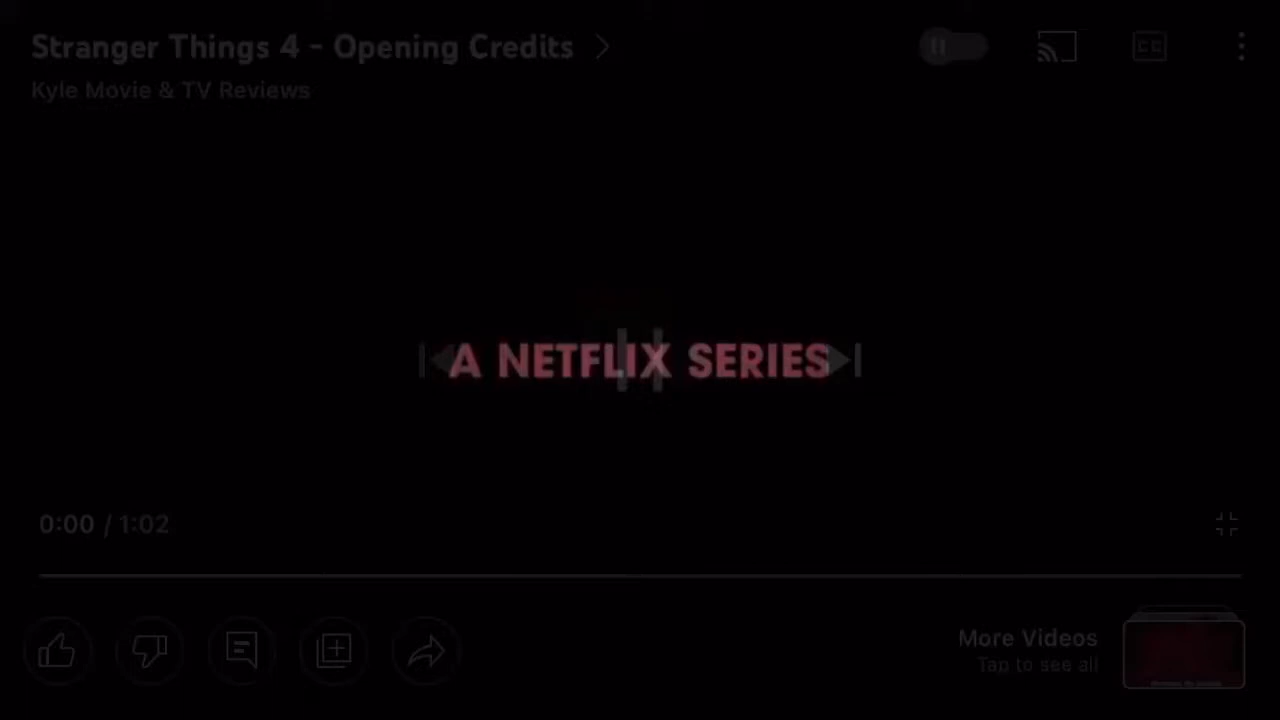 Stranger Things 4 - Opening Credits
CC
Kyle Movie & TV Reviews
A NETFLIX SERIES
0:00 / 1:02
More Videos
Tap to see all